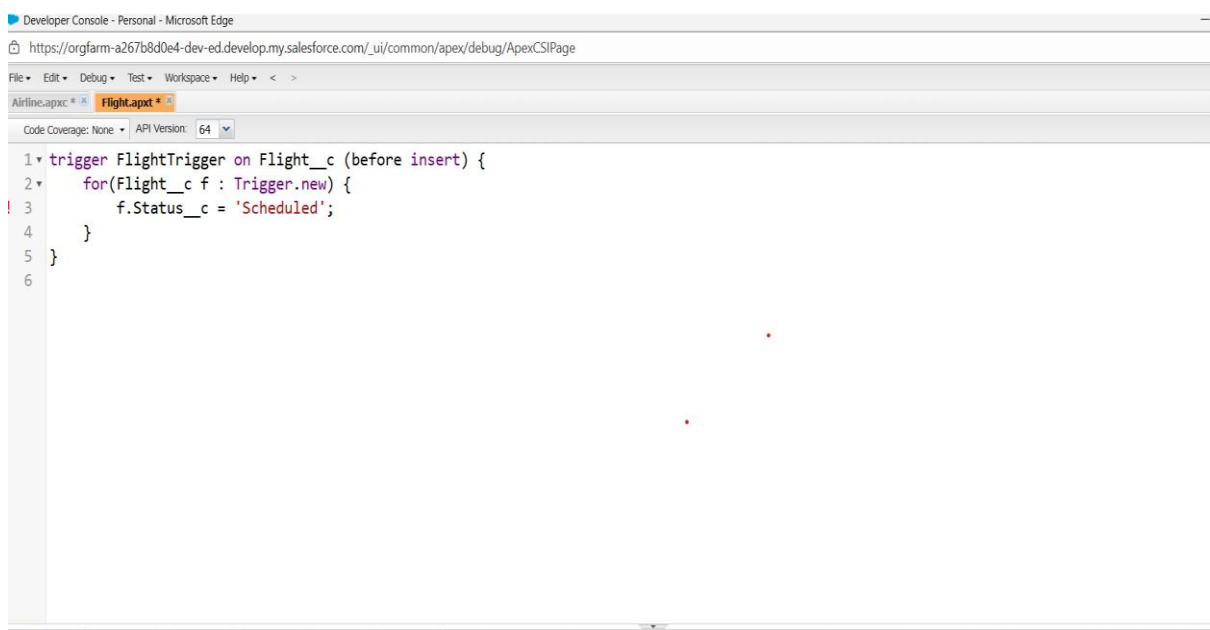 Developer Console - Personal - Microsoft Edge
https://orgfarm-a267b8d0e4-dev-ed.develop.my.salesforce.com/_ui/common/apex/debug/ApexCSIPage
File Edit Debug Test Workspace Help < >
Airline.apxc * Flight.apxt *
Code Coverage: None API Version: 64
1 trigger FlightTrigger on Flight__c (before insert) {
2 for(Flight__c f : Trigger.new) {
! 3 f.Status__c = 'Scheduled';
4 }
5 }
6